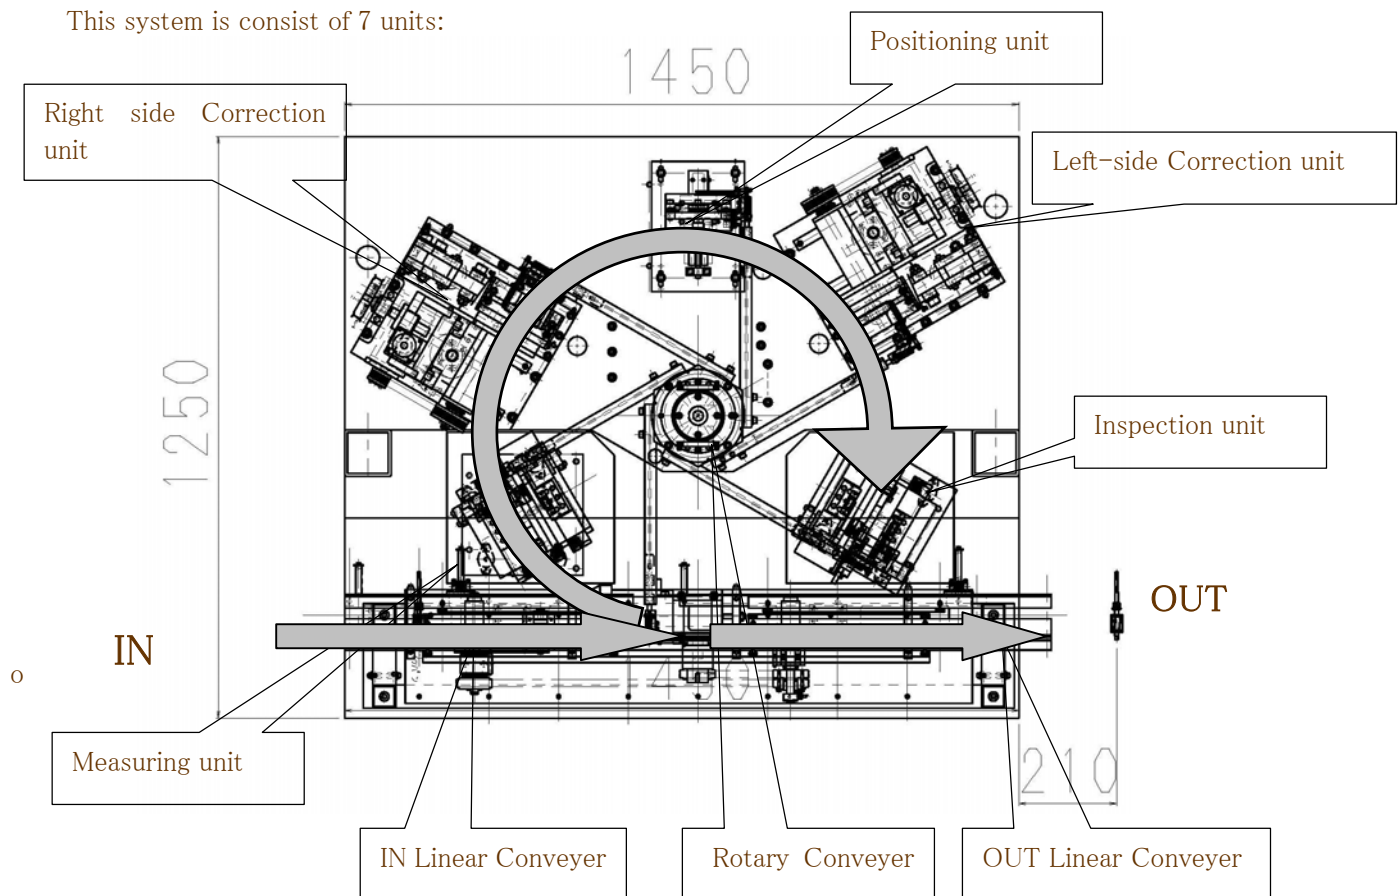 This system is consist of 7 units:
Positioning unit
1450
Right side Correction
unit
Left-side Correction unit
1250
Inspection unit
OUT
IN
o
430
Measuring unit
210
IN Linear Conveyer
Rotary Conveyer
OUT Linear Conveyer